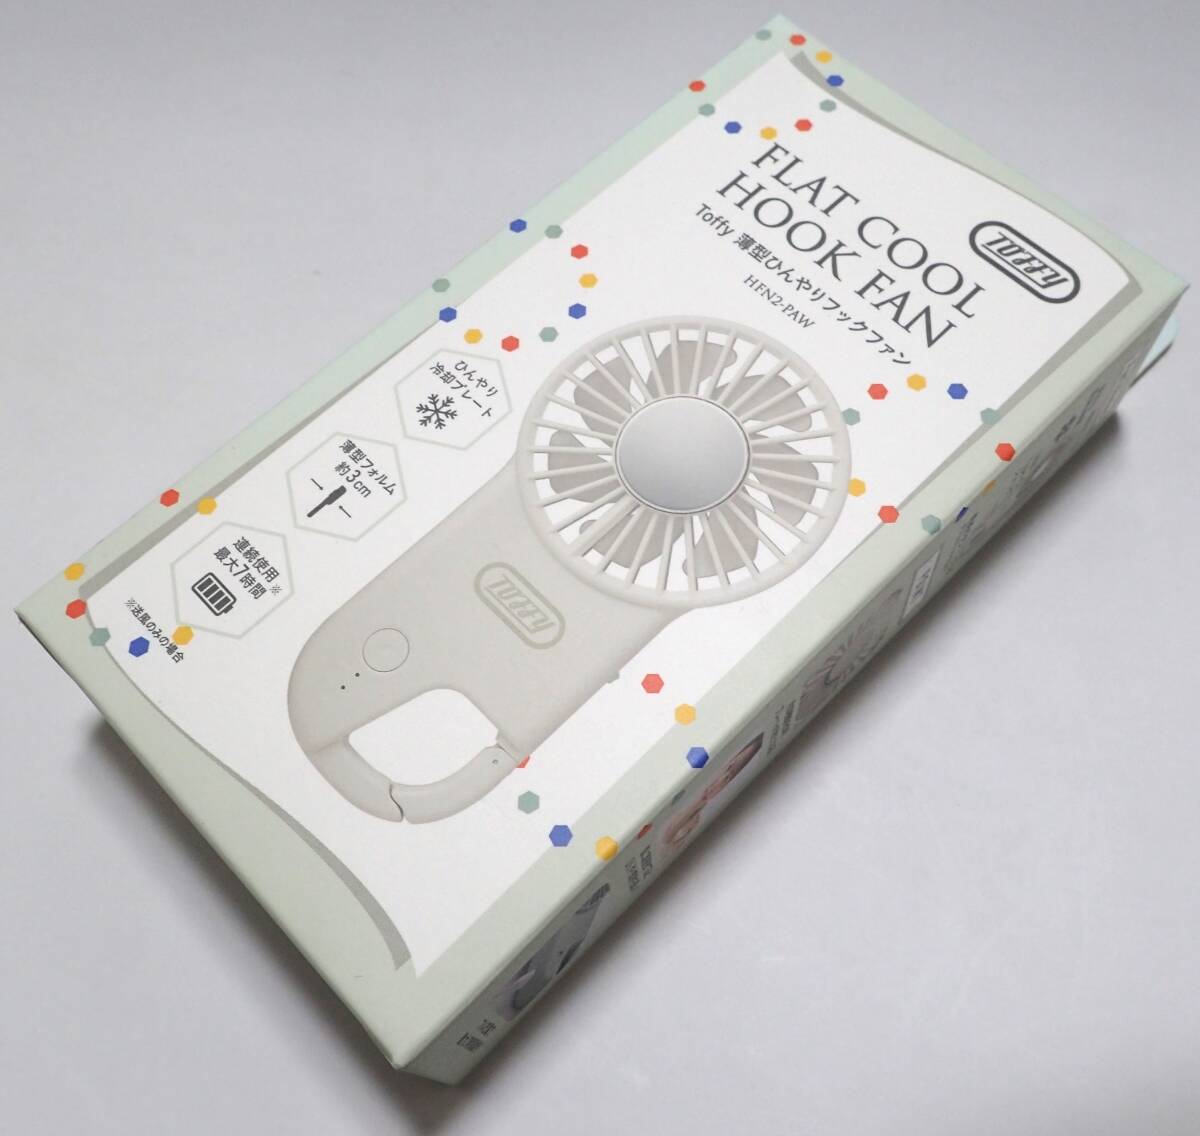 TOffy
FLAT COOL
HOOK FAN
Toffy 薄型ひんやりフックファン
HFN2-PAW
ひんやり
冷却プレート
薄型フォルム
約3cm
連続使用
最大7時間※
※送風のみの場合
TOffy
卓上